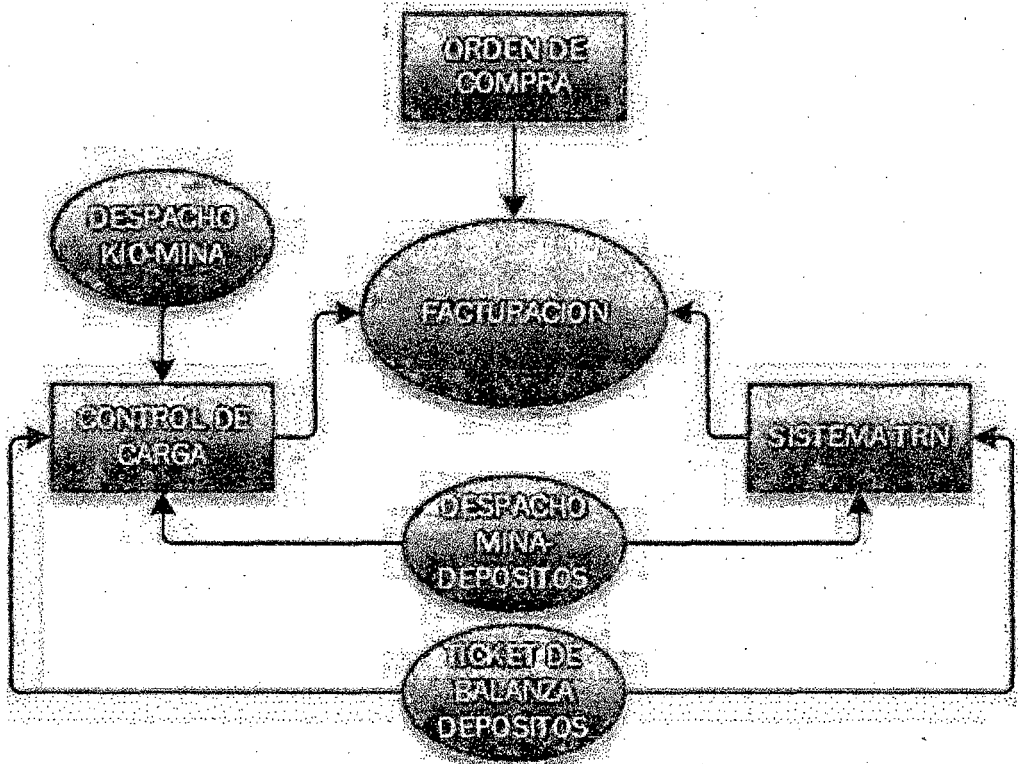 ORDEN DE
COMPRA
DESPACHO
KIO-MINA
FACTURACION
CONTROL DE
CARGA
SISTEMA TRN
DESPACHO
MINA-
DEPOSITOS
TICKET DE
BALANZA
DEPOSITOS